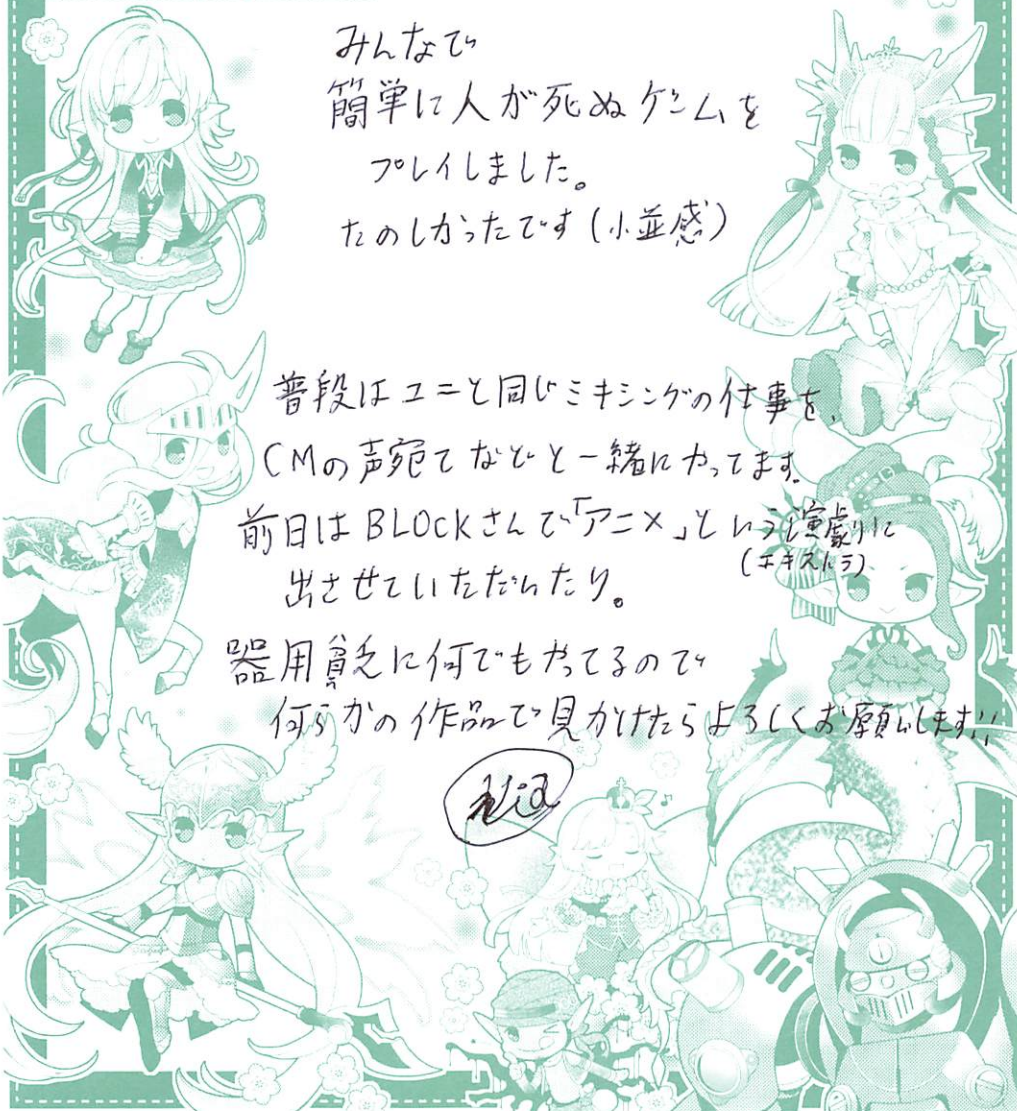 みんなで
簡単に人が死ぬゲームを
プレイしました。
たのしかったです(小並感)
普段はユニと同じミキシングの仕事を、
CMの声宛てなどと一緒にやってます。
前日はBLOCKさんで「アニメ」という演劇に
(エキストラ)
出させていただいたり。
器用貧乏に何でもやってるので
何らかの作品で見かけたらよろしくお願いします!!